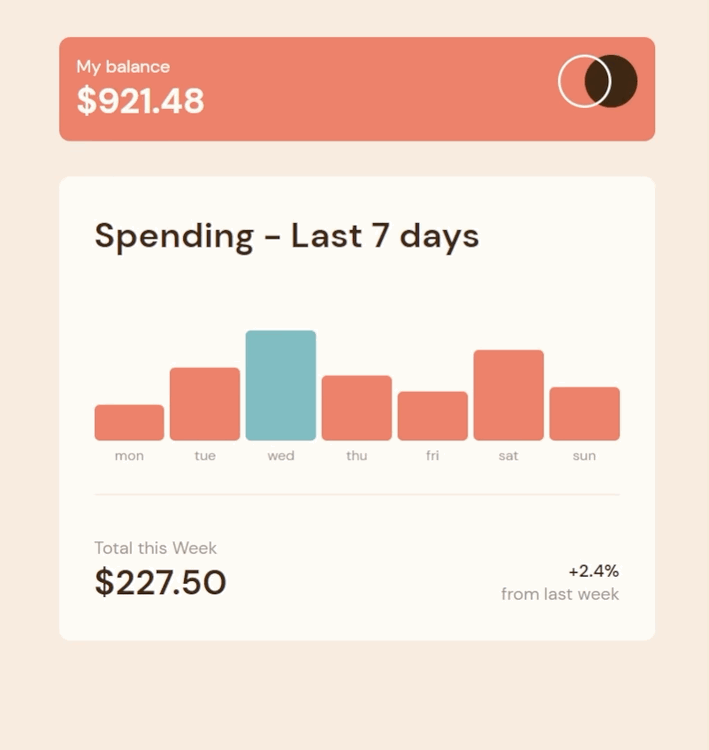 My balance
$921.48
Spending - Last 7 days
mon tue wed thu fri sat sun
Total this Week
$227.50
+2.4%
from last week